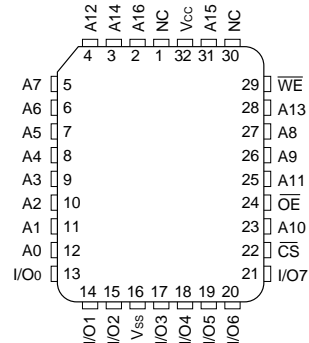 A12 A14 A16 NC Vcc A15 NC
4 3 2 1 32 31 30
A7 5 29 W̅E̅
A6 6 28 A13
A5 7 27 A8
A4 8 26 A9
A3 9 25 A11
A2 10 24 O̅E̅
A1 11 23 A10
A0 12 22 C̅S̅
I/O0 13 21 I/O7
14 15 16 17 18 19 20
I/O1 I/O2 Vss I/O3 I/O4 I/O5 I/O6